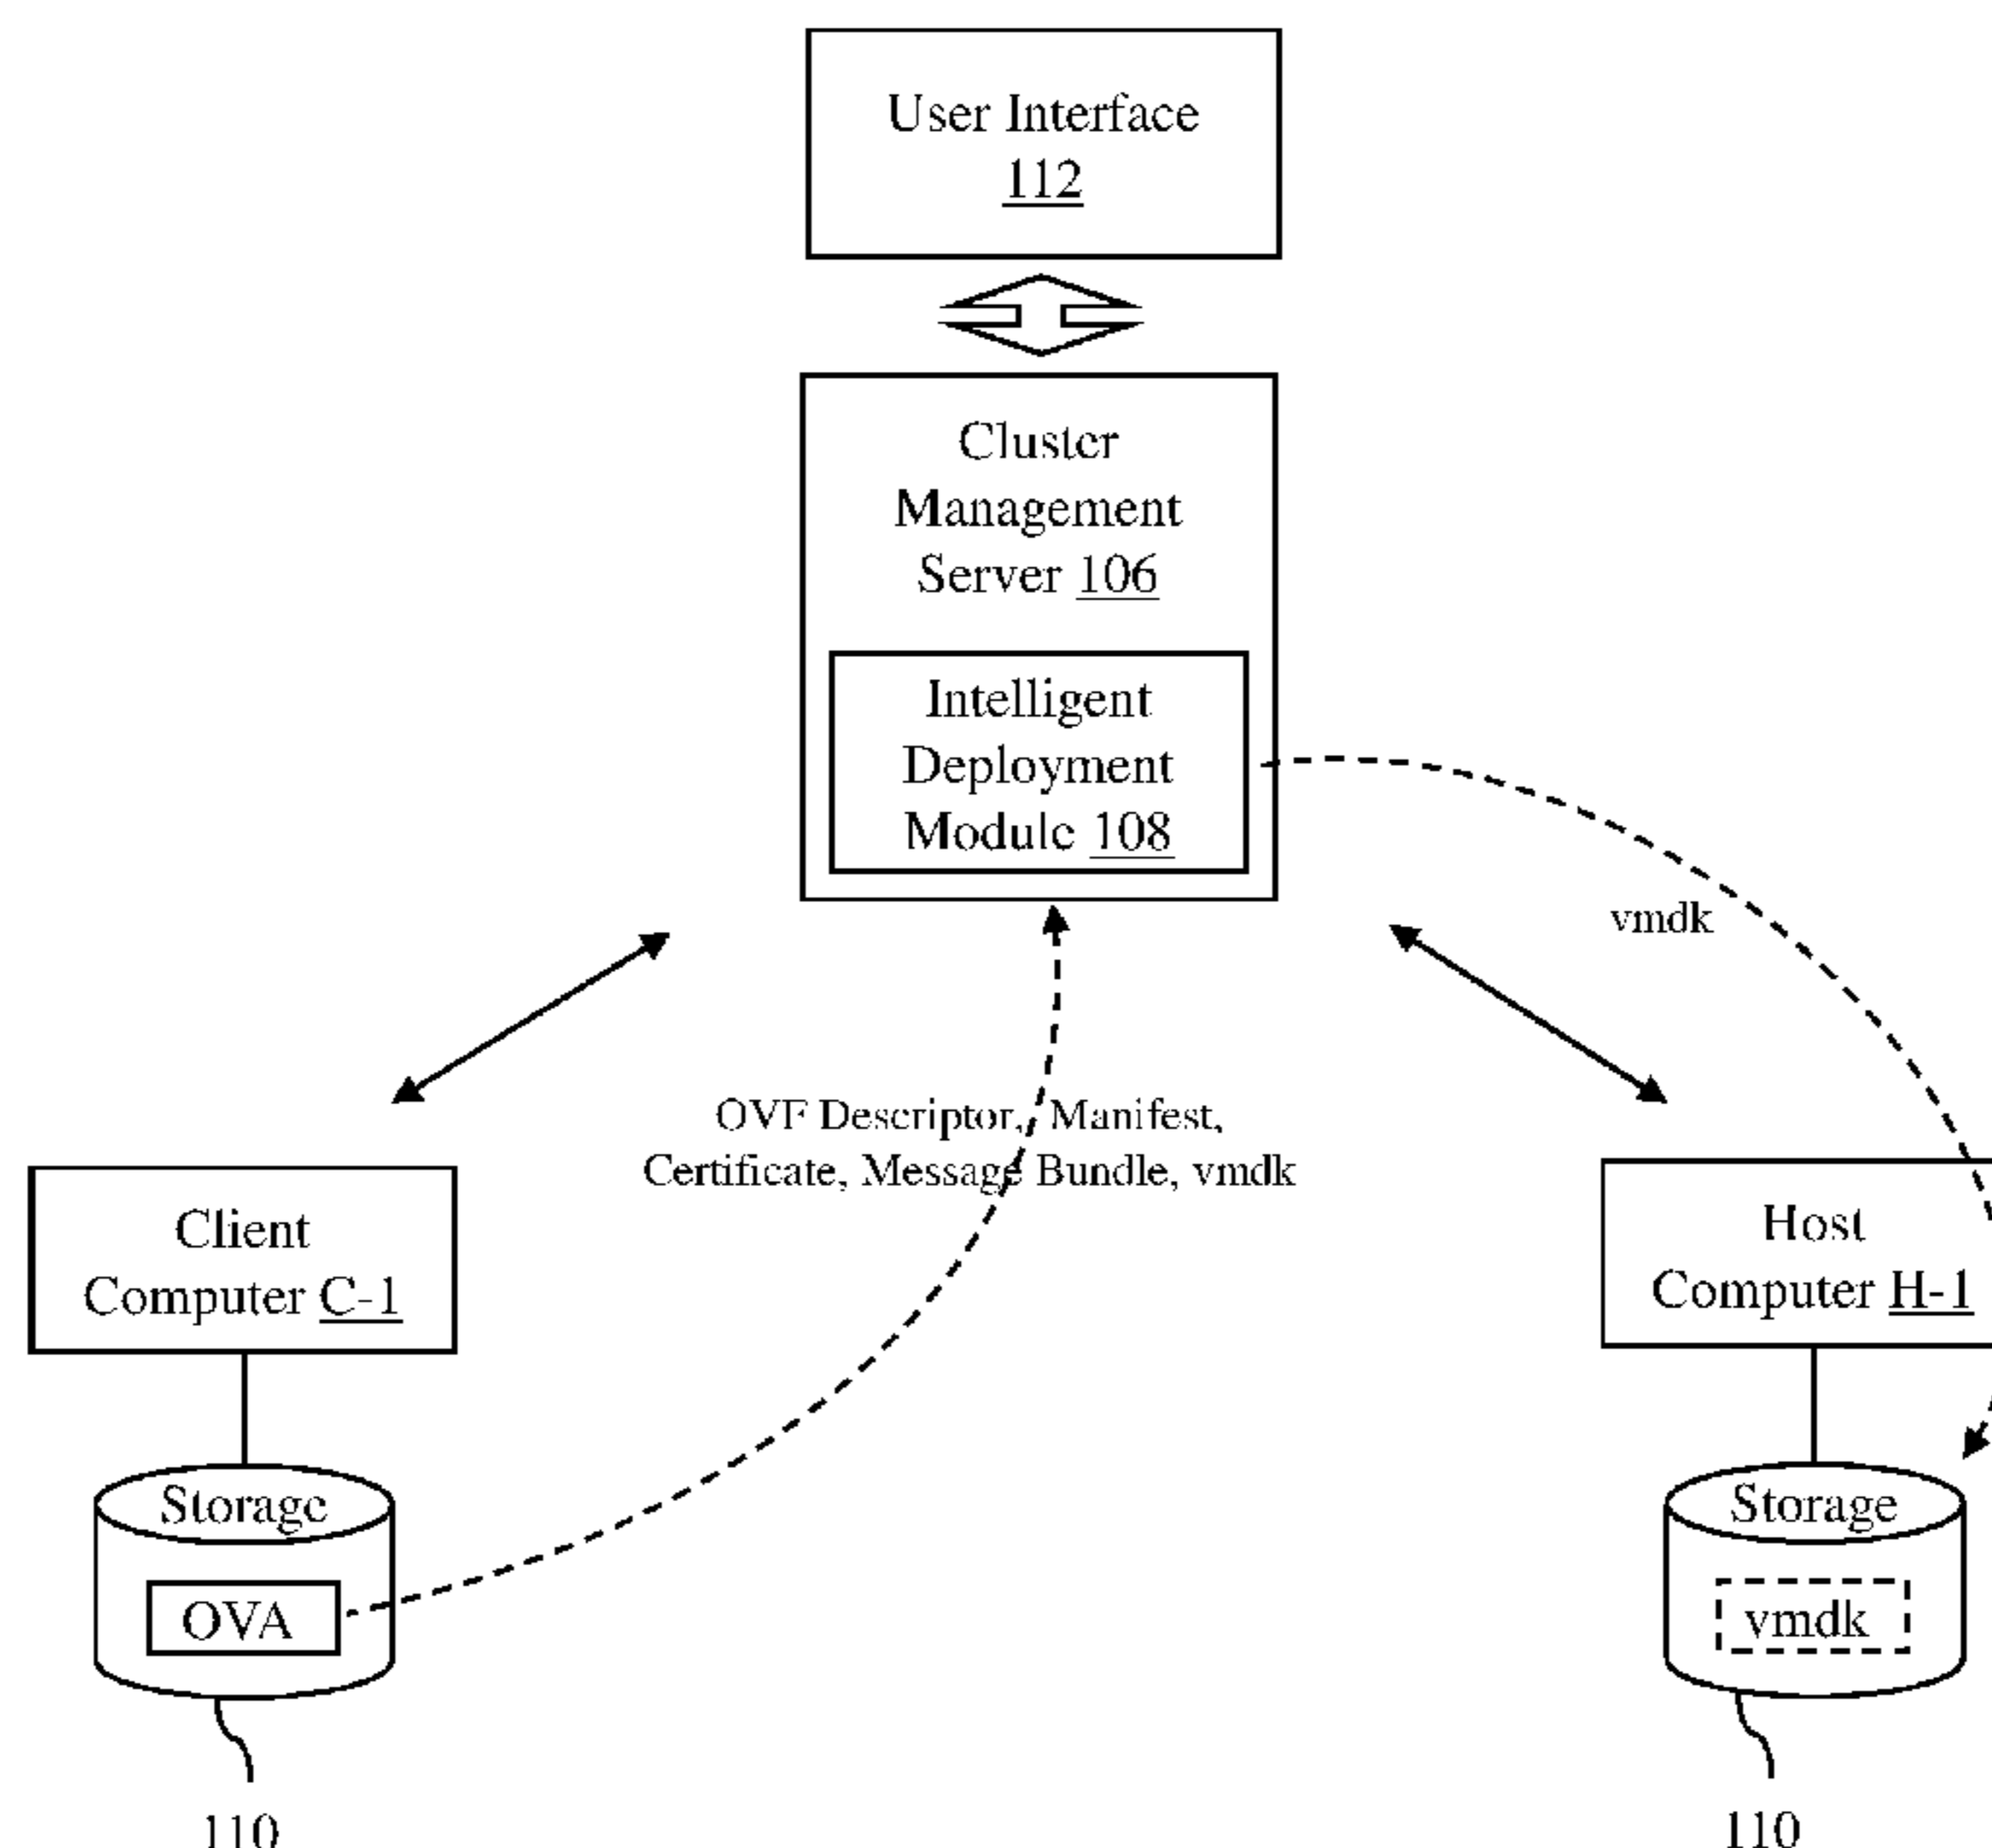 User Interface
112
Cluster
Management
Server 106
Intelligent
Deployment
Module 108
vmdk
OVF Descriptor, Manifest,
Certificate, Message Bundle, vmdk
Client
Computer C-1
Host
Computer H-1
Storage
OVA
Storage
vmdk
110
110